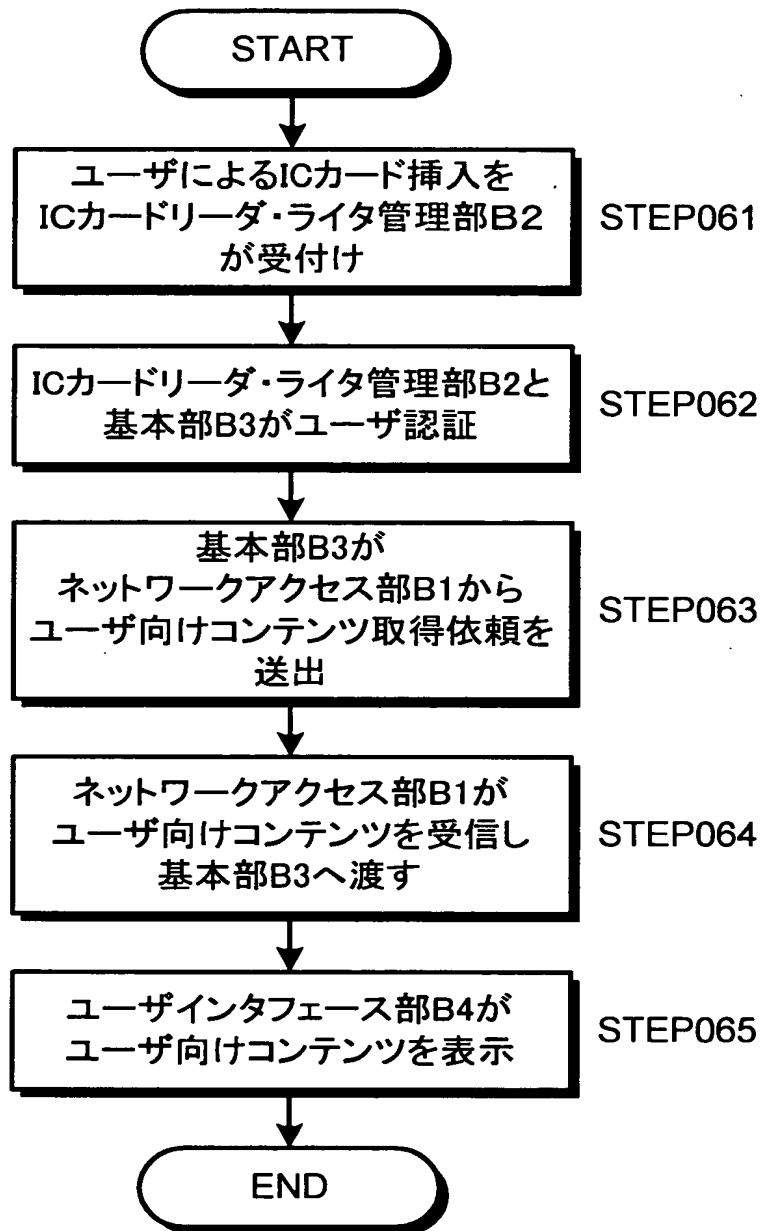 START
ユーザによるICカード挿入を
ICカードリーダ・ライタ管理部B2
が受付け
STEP061
ICカードリーダ・ライタ管理部B2と
基本部B3がユーザ認証
STEP062
基本部B3が
ネットワークアクセス部B1から
ユーザ向けコンテンツ取得依頼を
送出
STEP063
ネットワークアクセス部B1が
ユーザ向けコンテンツを受信し
基本部B3へ渡す
STEP064
ユーザインタフェース部B4が
ユーザ向けコンテンツを表示
STEP065
END